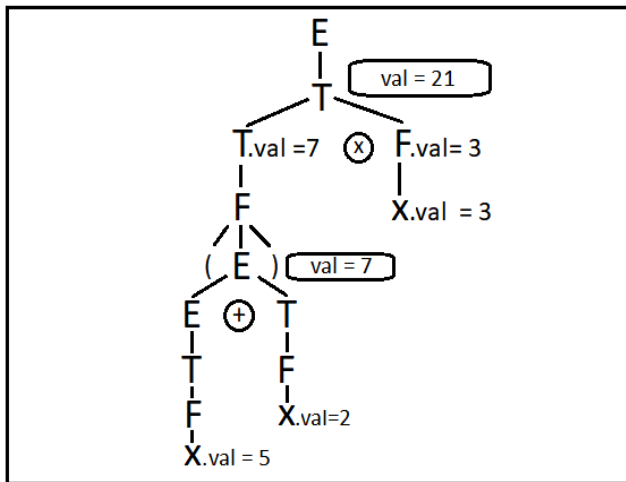 E
T val = 21
T.val =7 x F.val= 3
F X.val = 3
( E ) val = 7
E + T
T F
F X.val=2
X.val = 5